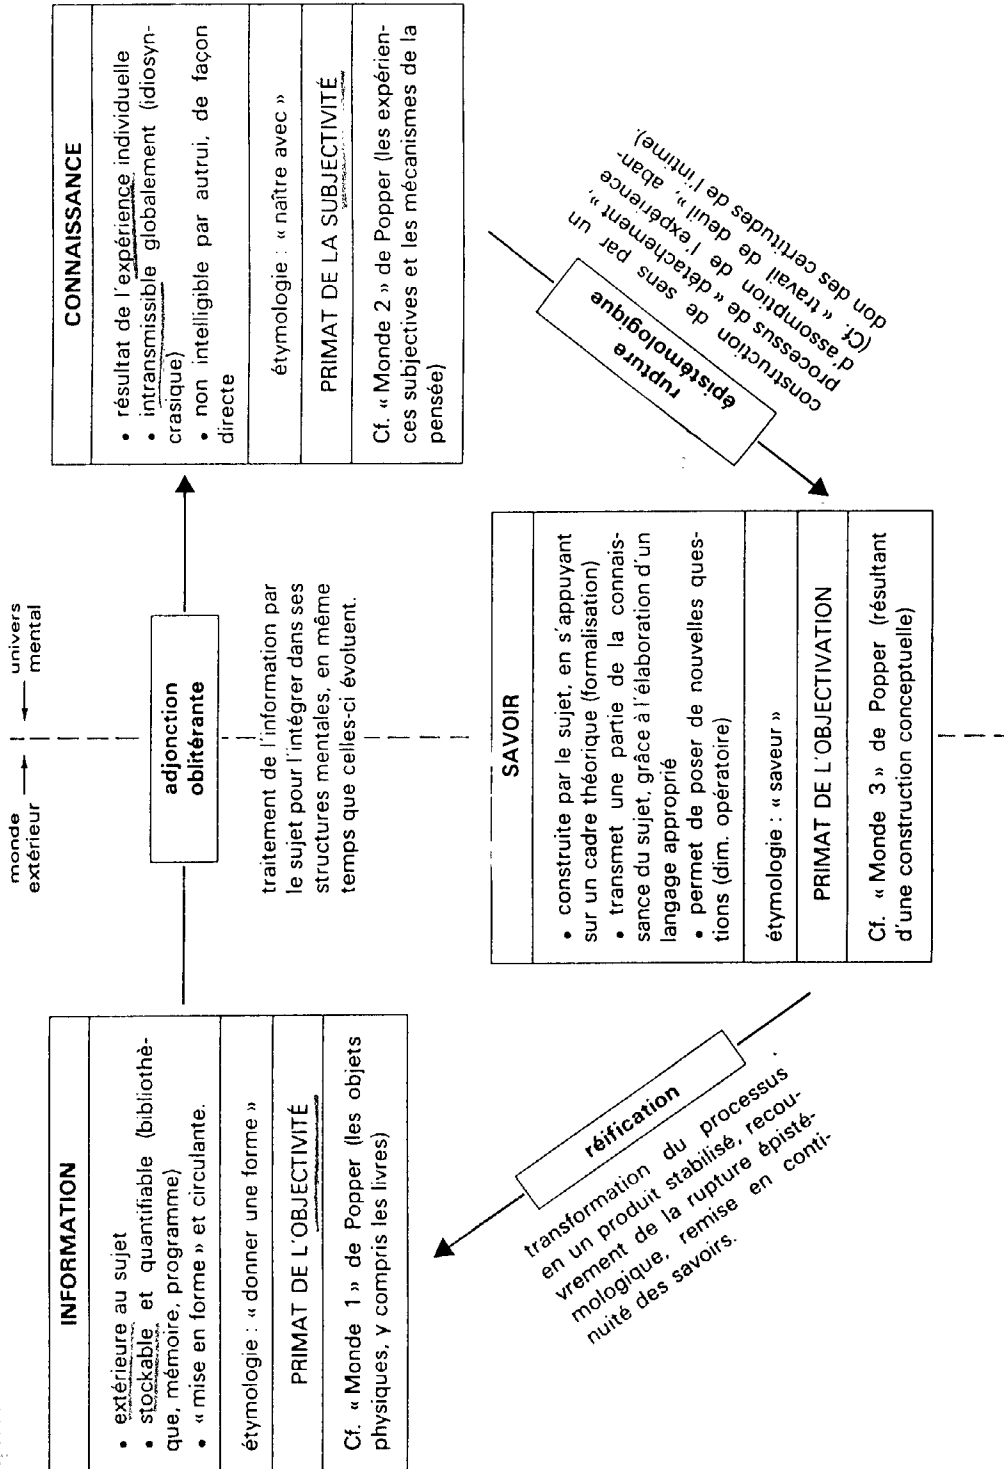 monde
extérieur
univers
mental
INFORMATION
• extérieure au sujet
• stockable et quantifiable (bibliothè-
que, mémoire, programme)
• « mise en forme » et circulante.
étymologie : « donner une forme »
PRIMAT DE L'OBJECTIVITÉ
Cf. « Monde 1 » de Popper (les objets
physiques, y compris les livres)
adjonction
oblitérante
traitement de l'information par
le sujet pour l'intégrer dans ses
structures mentales, en même
temps que celles-ci évoluent.
CONNAISSANCE
• résultat de l'expérience individuelle
• intransmissible globalement (idiosyn-
crasique)
• non intelligible par autrui, de façon
directe
étymologie : « naître avec »
PRIMAT DE LA SUBJECTIVITÉ
Cf. « Monde 2 » de Popper (les expérien-
ces subjectives et les mécanismes de la
pensée)
rupture
épistémologique
construction de sens par un
processus de « détachement »,
d'assomption de l'expérience
(Cf. « travail de deuil », aban-
don des certitudes de l'intime).
SAVOIR
• construite par le sujet, en s'appuyant
sur un cadre théorique (formalisation)
• transmet une partie de la connais-
sance du sujet, grâce à l'élaboration d'un
langage approprié
• permet de poser de nouvelles ques-
tions (dim. opératoire)
étymologie : « saveur »
PRIMAT DE L'OBJECTIVATION
Cf. « Monde 3 » de Popper (résultant
d'une construction conceptuelle)
réification
transformation du processus
en un produit stabilisé, recou-
vrement de la rupture épisté-
mologique, remise en conti-
nuité des savoirs.